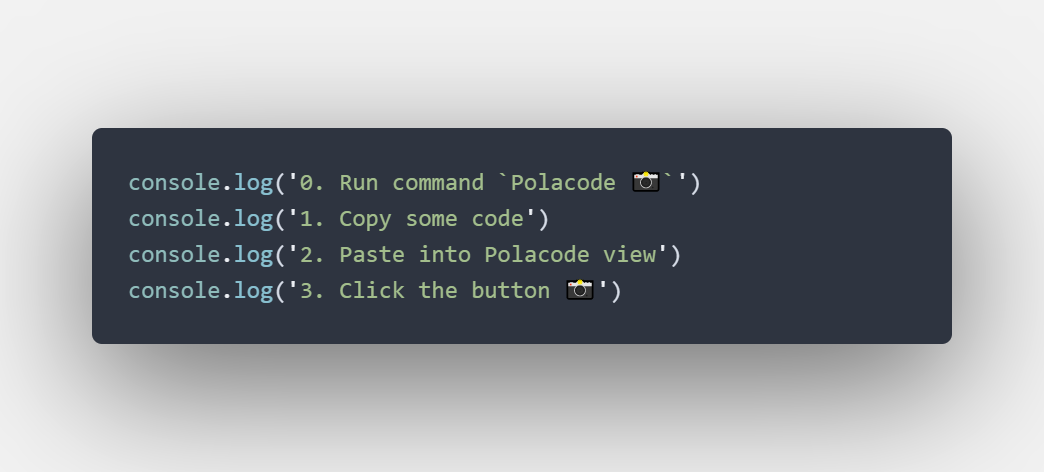 console.log('0. Run command `Polacode 📸`')
console.log('1. Copy some code')
console.log('2. Paste into Polacode view')
console.log('3. Click the button 📸')